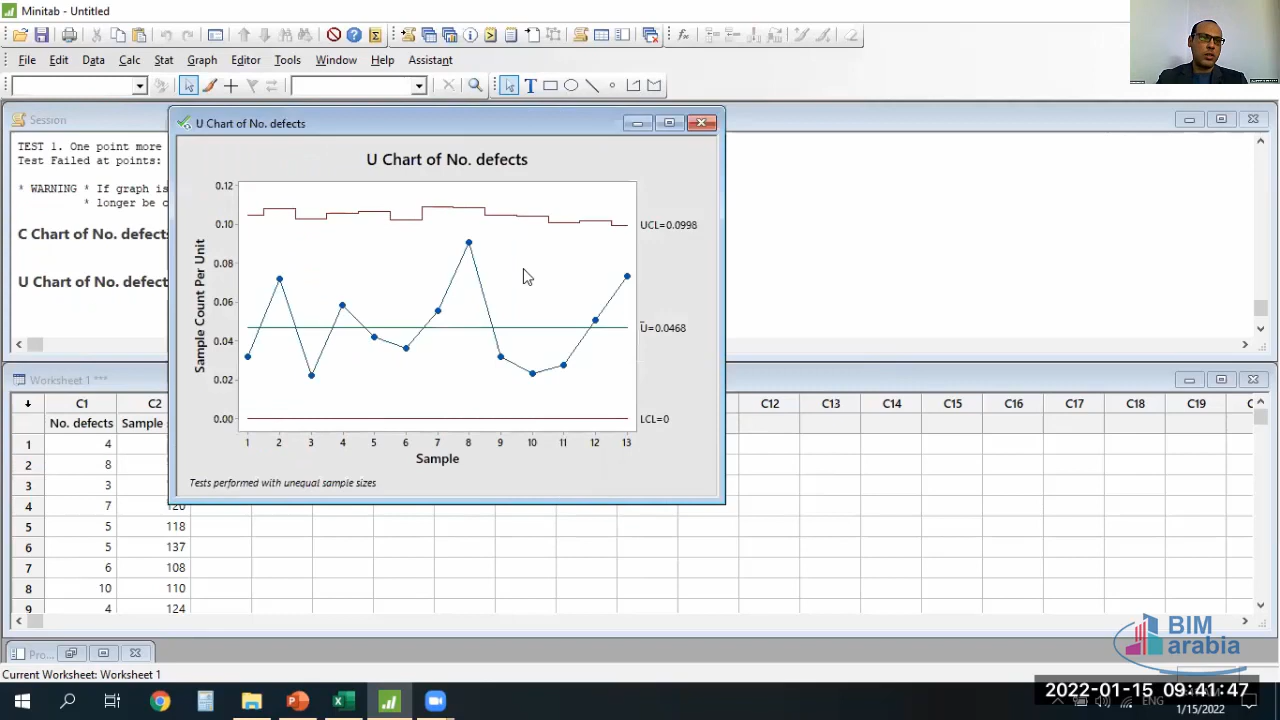 Minitab - Untitled
File Edit Data Calc Stat Graph Editor Tools Window Help Assistant
Session
TEST 1. One point more
Test Failed at points:
* WARNING * If graph is
* longer be c
C Chart of No. defects
U Chart of No. defect
U Chart of No. defects
U Chart of No. defects
Sample Count Per Unit
0.12
0.10
0.08
0.06
0.04
0.02
0.00
UCL=0.0998
U=0.0468
LCL=0
1 2 3 4 5 6 7 8 9 10 11 12 13
Sample
Tests performed with unequal sample sizes
Worksheet 1 ***
C1 C2 C12 C13 C14 C15 C16 C17 C18 C19
No. defects Sample
1 4
2 8
3 3
4 7 120
5 5 118
6 5 137
7 6 108
8 10 110
9 4 124
Pro...
BIM
arabia
Current Worksheet: Worksheet 1
2022-01-15 09:41:47
ENG
1/15/2022